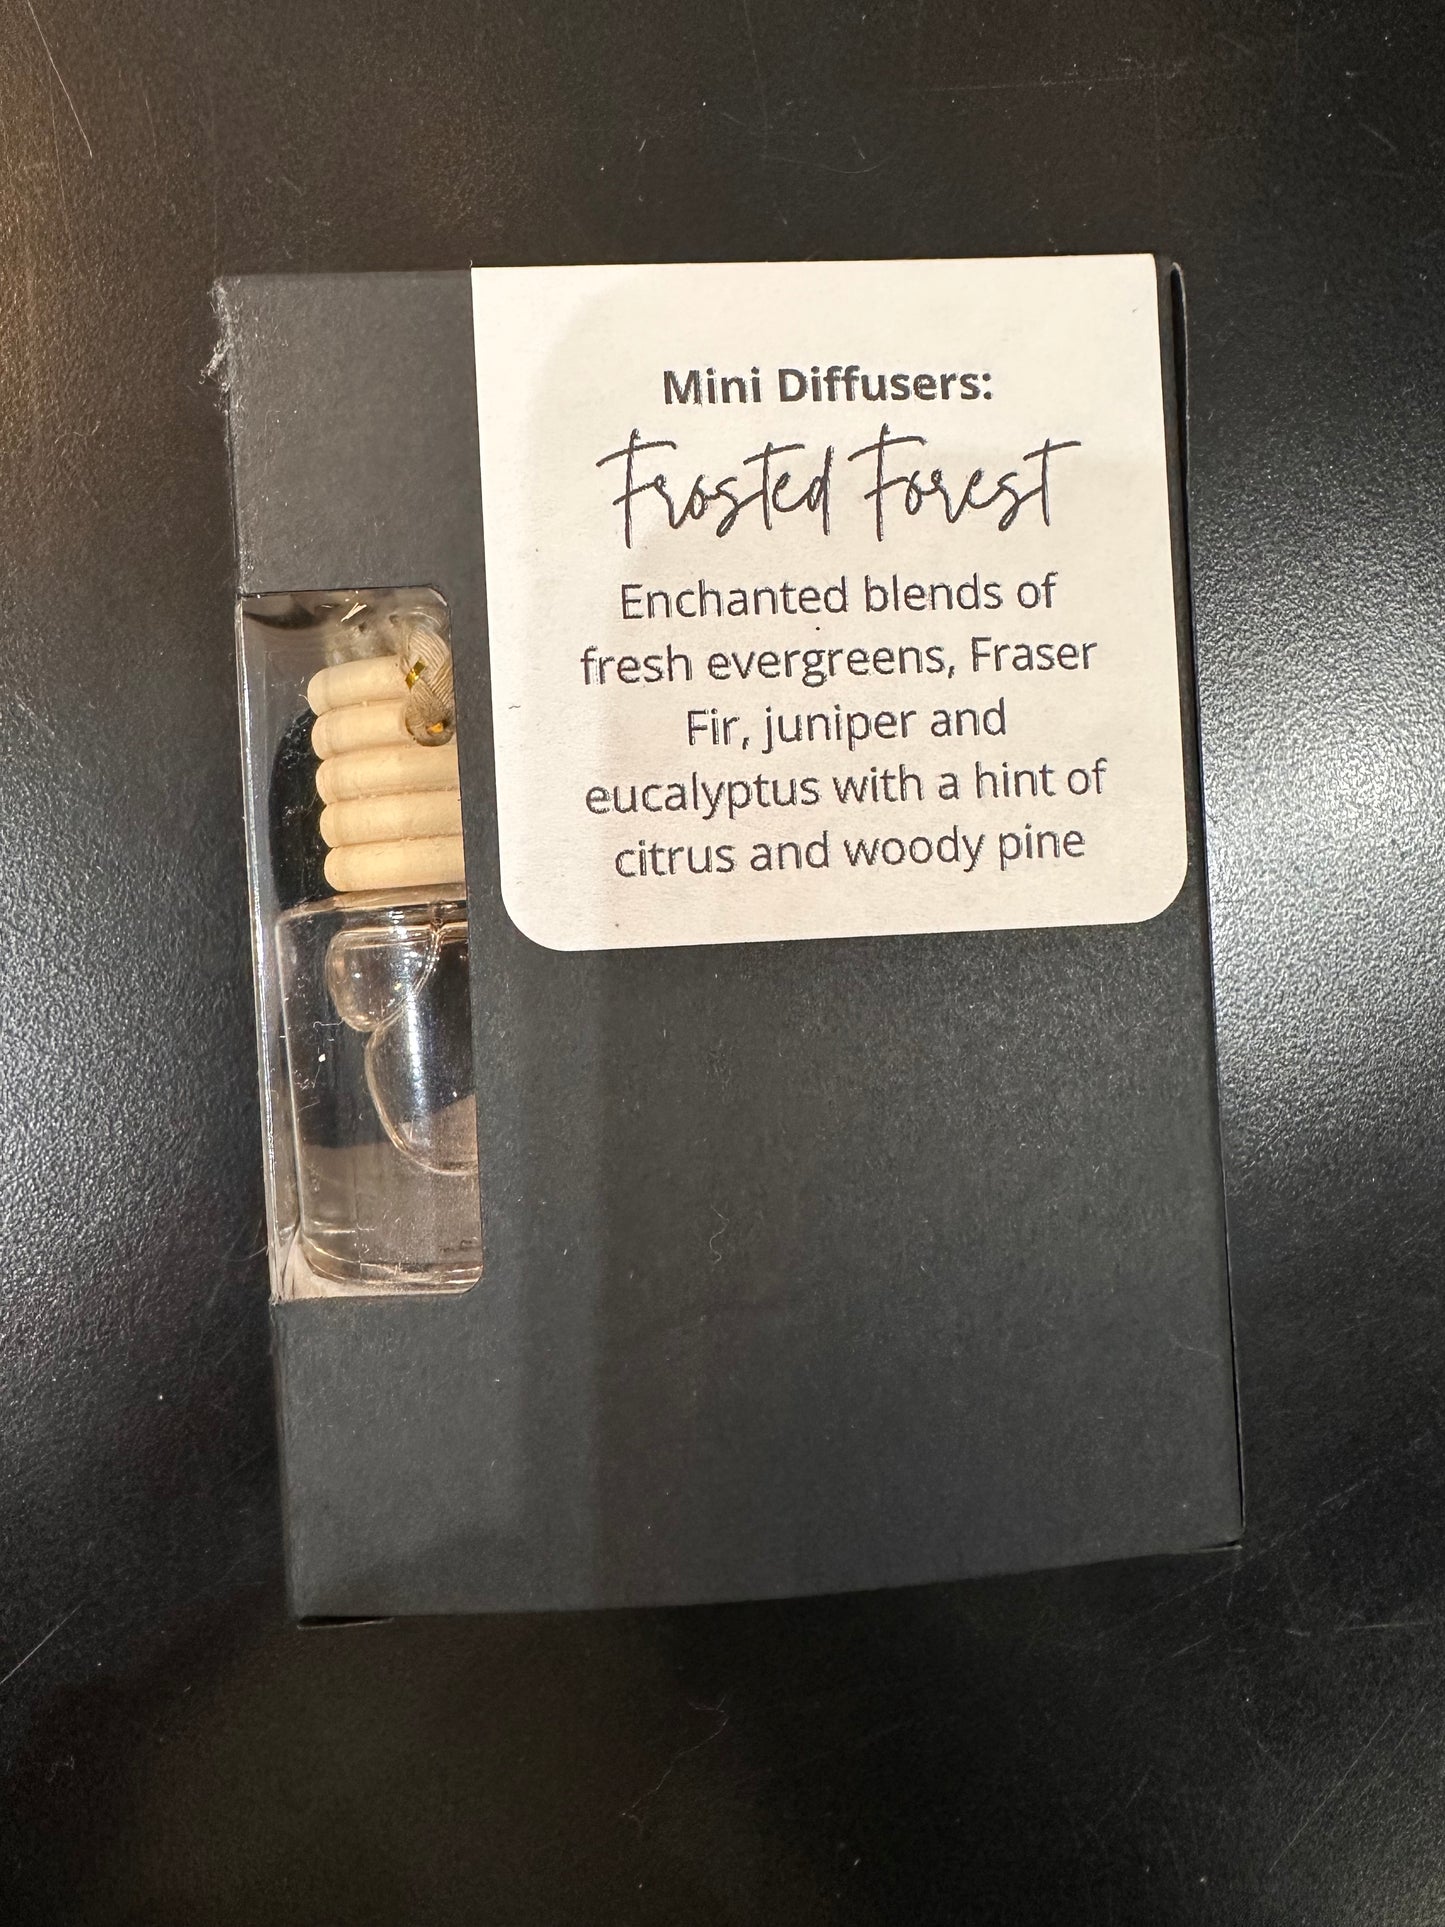 Mini Diffusers:
Frosted Forest
Enchanted blends of
fresh evergreens, Fraser
Fir, juniper and
eucalyptus with a hint of
citrus and woody pine